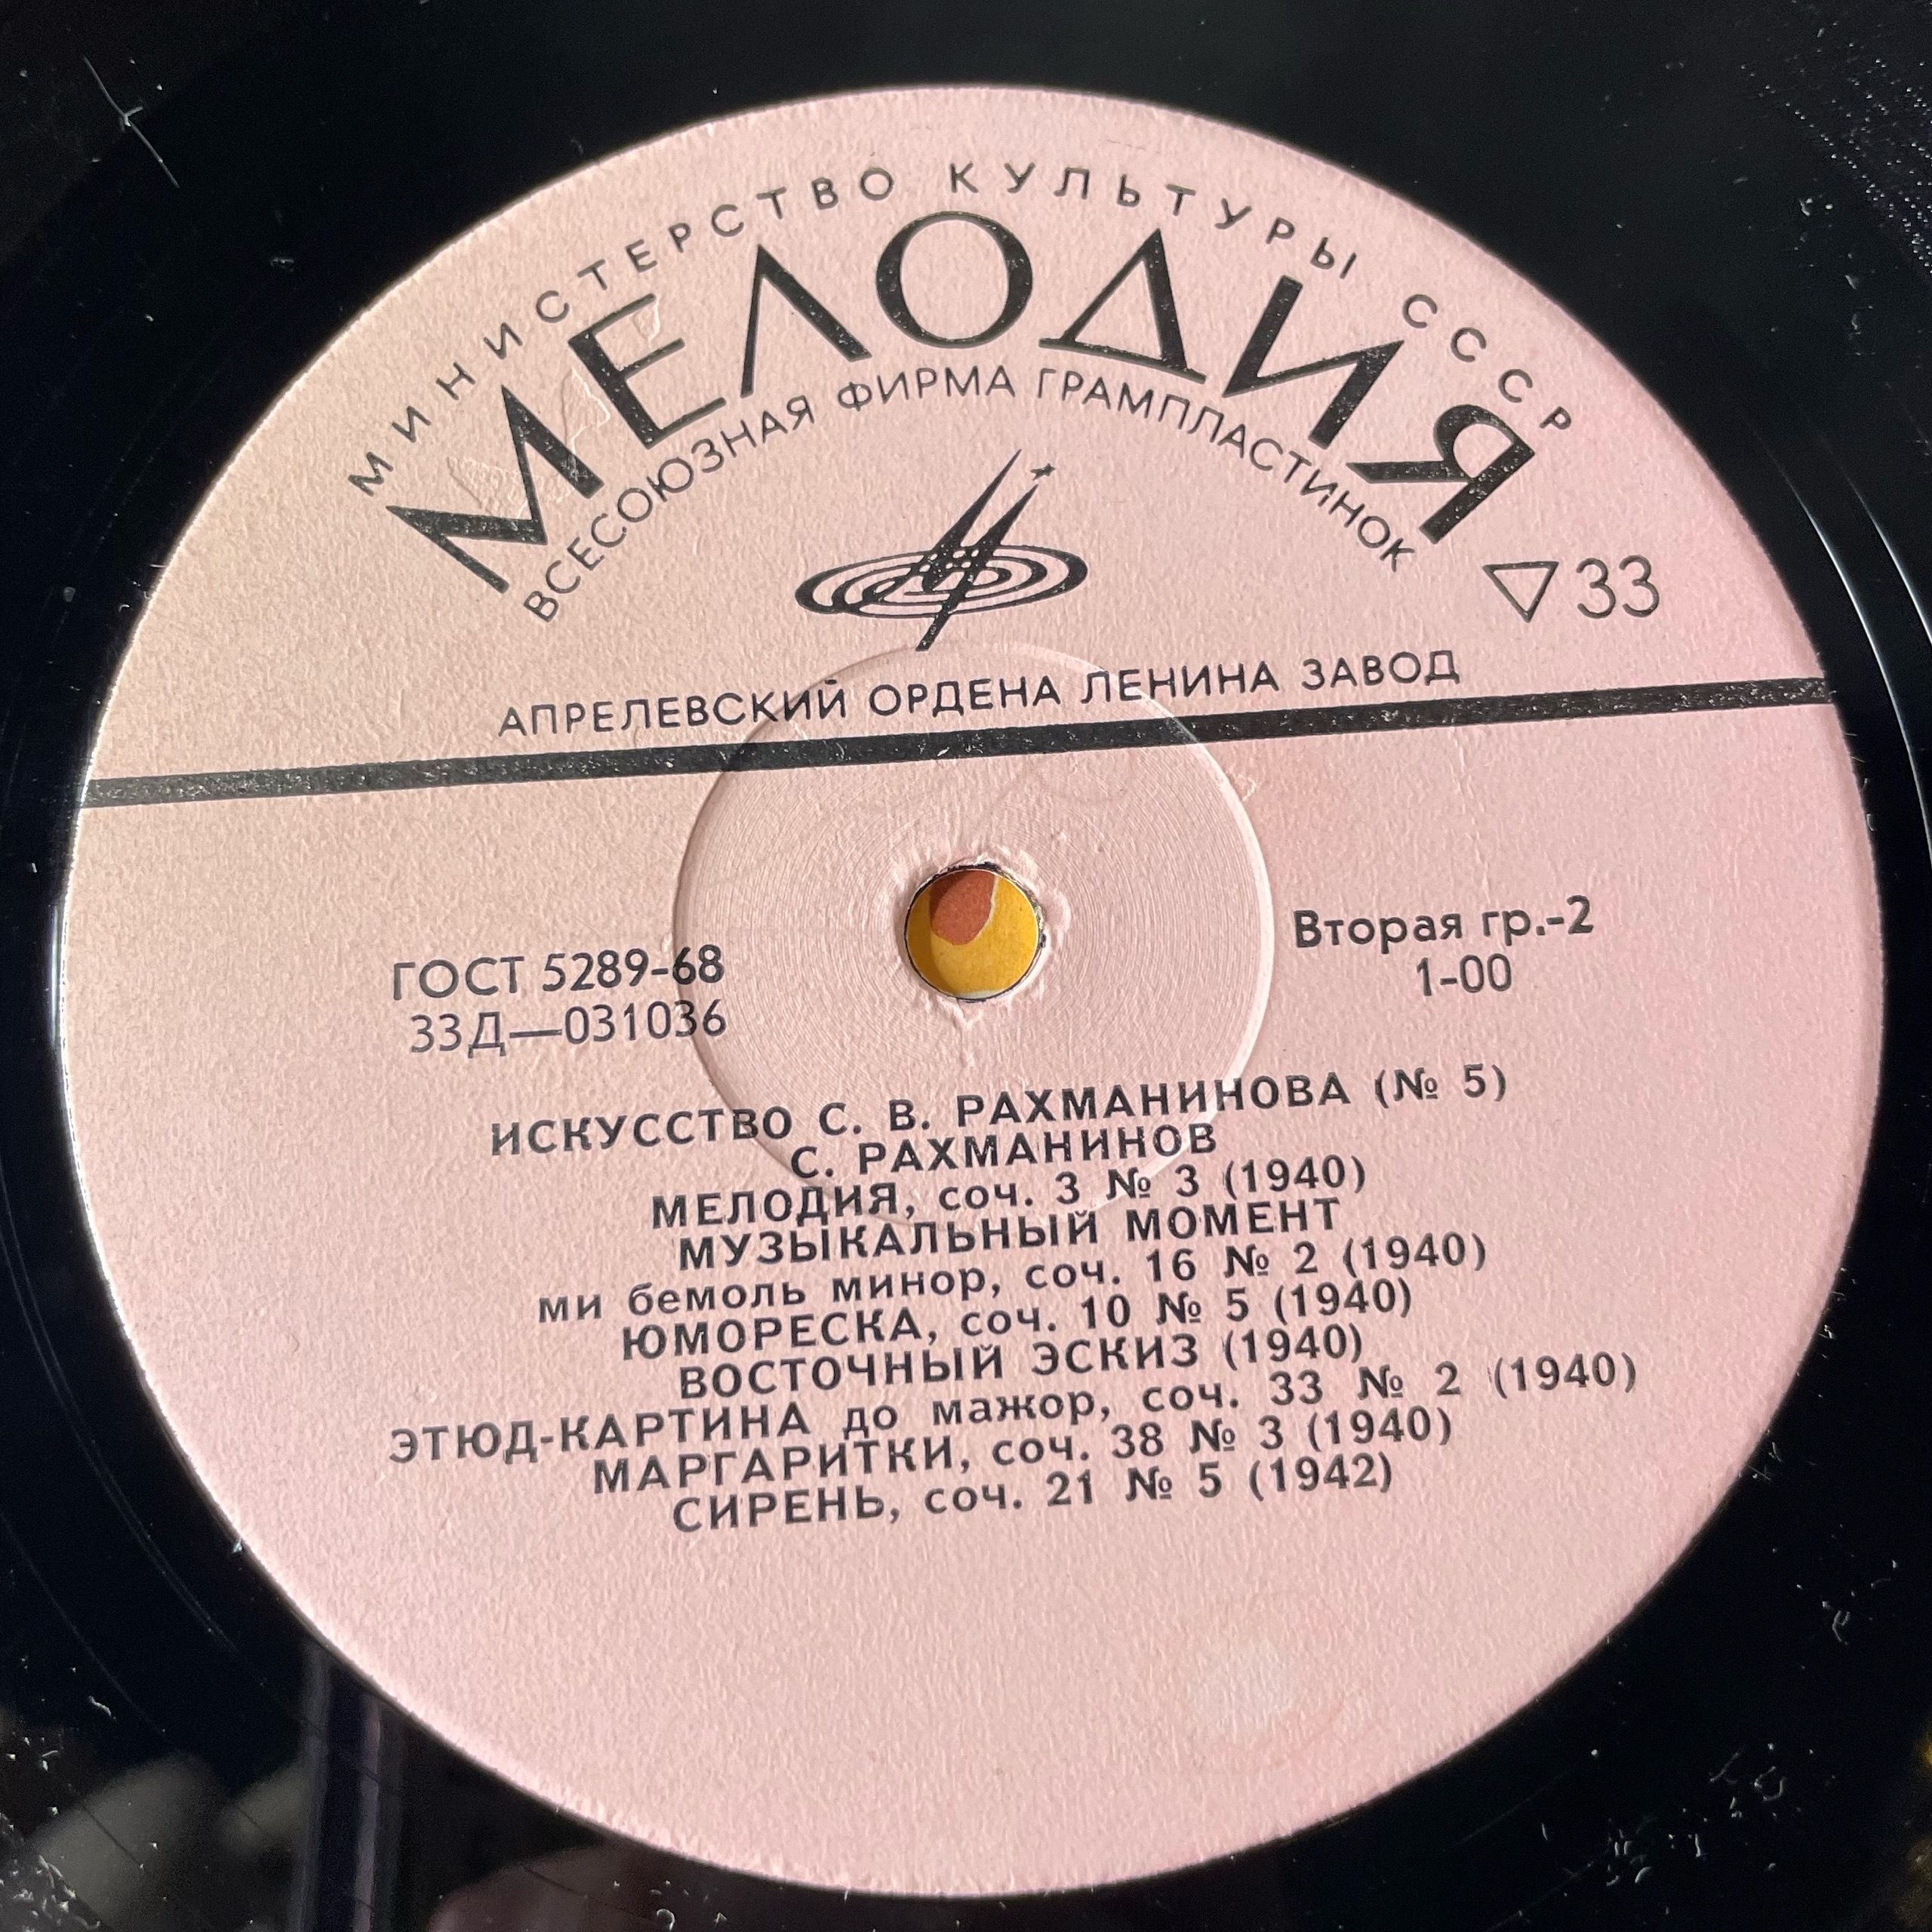 МИНИСТЕРСТВО КУЛЬТУРЫ СССР
МЕЛОДИЯ
ВСЕСОЮЗНАЯ ФИРМА ГРАМПЛАСТИНОК
33
АПРЕЛЕВСКИЙ ОРДЕНА ЛЕНИНА ЗАВОД
ГОСТ 5289-68
33Д—031036
Вторая гр.-2
1-00
ИСКУССТВО С. В. РАХМАНИНОВА (№ 5)
С. РАХМАНИНОВ
МЕЛОДИЯ, соч. 3 № 3 (1940)
МУЗЫКАЛЬНЫЙ МОМЕНТ
ми бемоль минор, соч. 16 № 2 (1940)
ЮМОРЕСКА, соч. 10 № 5 (1940)
ВОСТОЧНЫЙ ЭСКИЗ (1940)
ЭТЮД-КАРТИНА до мажор, соч. 33 № 2 (1940)
МАРГАРИТКИ, соч. 38 № 3 (1940)
СИРЕНЬ, соч. 21 № 5 (1942)